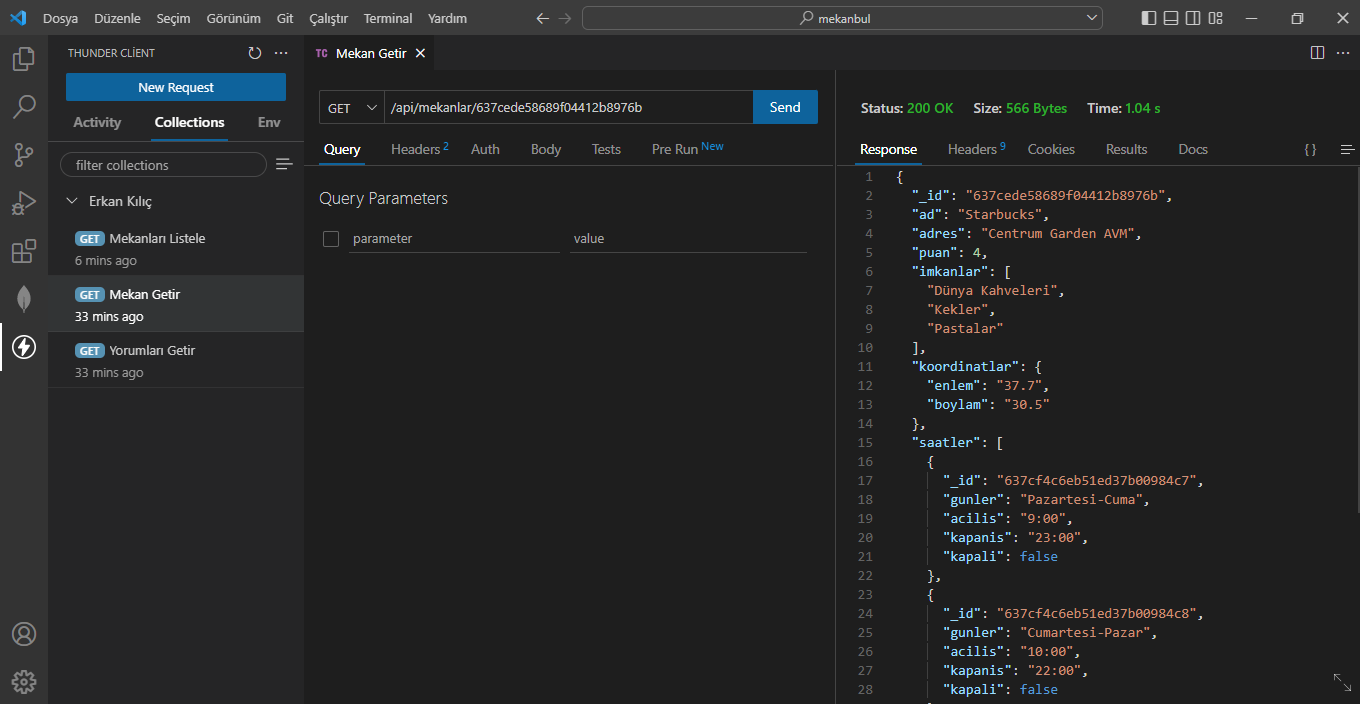 Dosya Düzenle Seçim Görünüm Git Çalıştır Terminal Yardım mekanbul
THUNDER CLİENT
New Request
Activity Collections Env
filter collections
Erkan Kılıç
GET Mekanları Listele
6 mins ago
GET Mekan Getir
33 mins ago
GET Yorumları Getir
33 mins ago
TC Mekan Getir
GET /api/mekanlar/637cede58689f04412b8976b Send
Query Headers 2 Auth Body Tests Pre Run New
Query Parameters
parameter value
Status: 200 OK Size: 566 Bytes Time: 1.04 s
Response Headers 9 Cookies Results Docs { }
1 {
2 "_id": "637cede58689f04412b8976b",
3 "ad": "Starbucks",
4 "adres": "Centrum Garden AVM",
5 "puan": 4,
6 "imkanlar": [
7 "Dünya Kahveleri",
8 "Kekler",
9 "Pastalar"
10 ],
11 "koordinatlar": {
12 "enlem": "37.7",
13 "boylam": "30.5"
14 },
15 "saatler": [
16 {
17 "_id": "637cf4c6eb51ed37b00984c7",
18 "gunler": "Pazartesi-Cuma",
19 "acilis": "9:00",
20 "kapanis": "23:00",
21 "kapali": false
22 },
23 {
24 "_id": "637cf4c6eb51ed37b00984c8",
25 "gunler": "Cumartesi-Pazar",
26 "acilis": "10:00",
27 "kapanis": "22:00",
28 "kapali": false